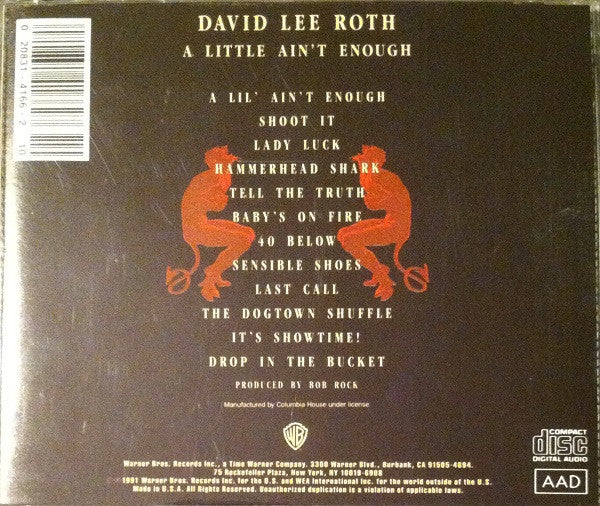 DAVID LEE ROTH
A LITTLE AIN'T ENOUGH
0 20831 4166 2 10
A LIL' AIN'T ENOUGH
SHOOT IT
LADY LUCK
HAMMERHEAD SHARK
TELL THE TRUTH
BABY'S ON FIRE
40 BELOW
SENSIBLE SHOES
LAST CALL
THE DOGTOWN SHUFFLE
IT'S SHOWTIME!
DROP IN THE BUCKET
PRODUCED BY BOB ROCK
Manufactured by Columbia House under license
WB
COMPACT
disc
DIGITAL AUDIO
AAD
Warner Bros. Records Inc., a Time Warner Company. 3300 Warner Blvd., Burbank, CA 91505-4694.
75 Rockefeller Plaza, New York, NY 10019-6908
1991 Warner Bros. Records Inc. for the U.S. and WEA International Inc. for the world outside of the U.S.
Made in U.S.A. All Rights Reserved. Unauthorized duplication is a violation of applicable laws.